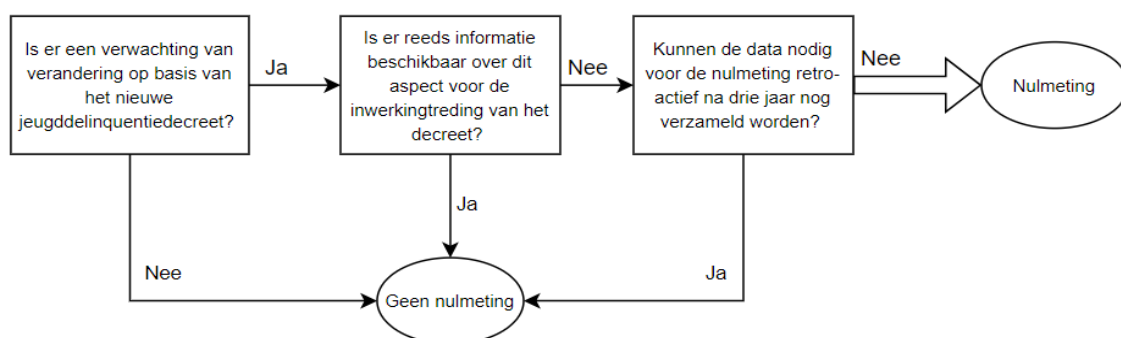 Is er een verwachting van
verandering op basis van
het nieuwe
jeugddelinquentiedecreet?
Ja
Is er reeds informatie
beschikbaar over dit
aspect voor de
inwerkingtreding van het
decreet?
Nee
Kunnen de data nodig
voor de nulmeting retro-
actief na drie jaar nog
verzameld worden?
Nee
Nulmeting
Ja
Nee
Ja
Geen nulmeting